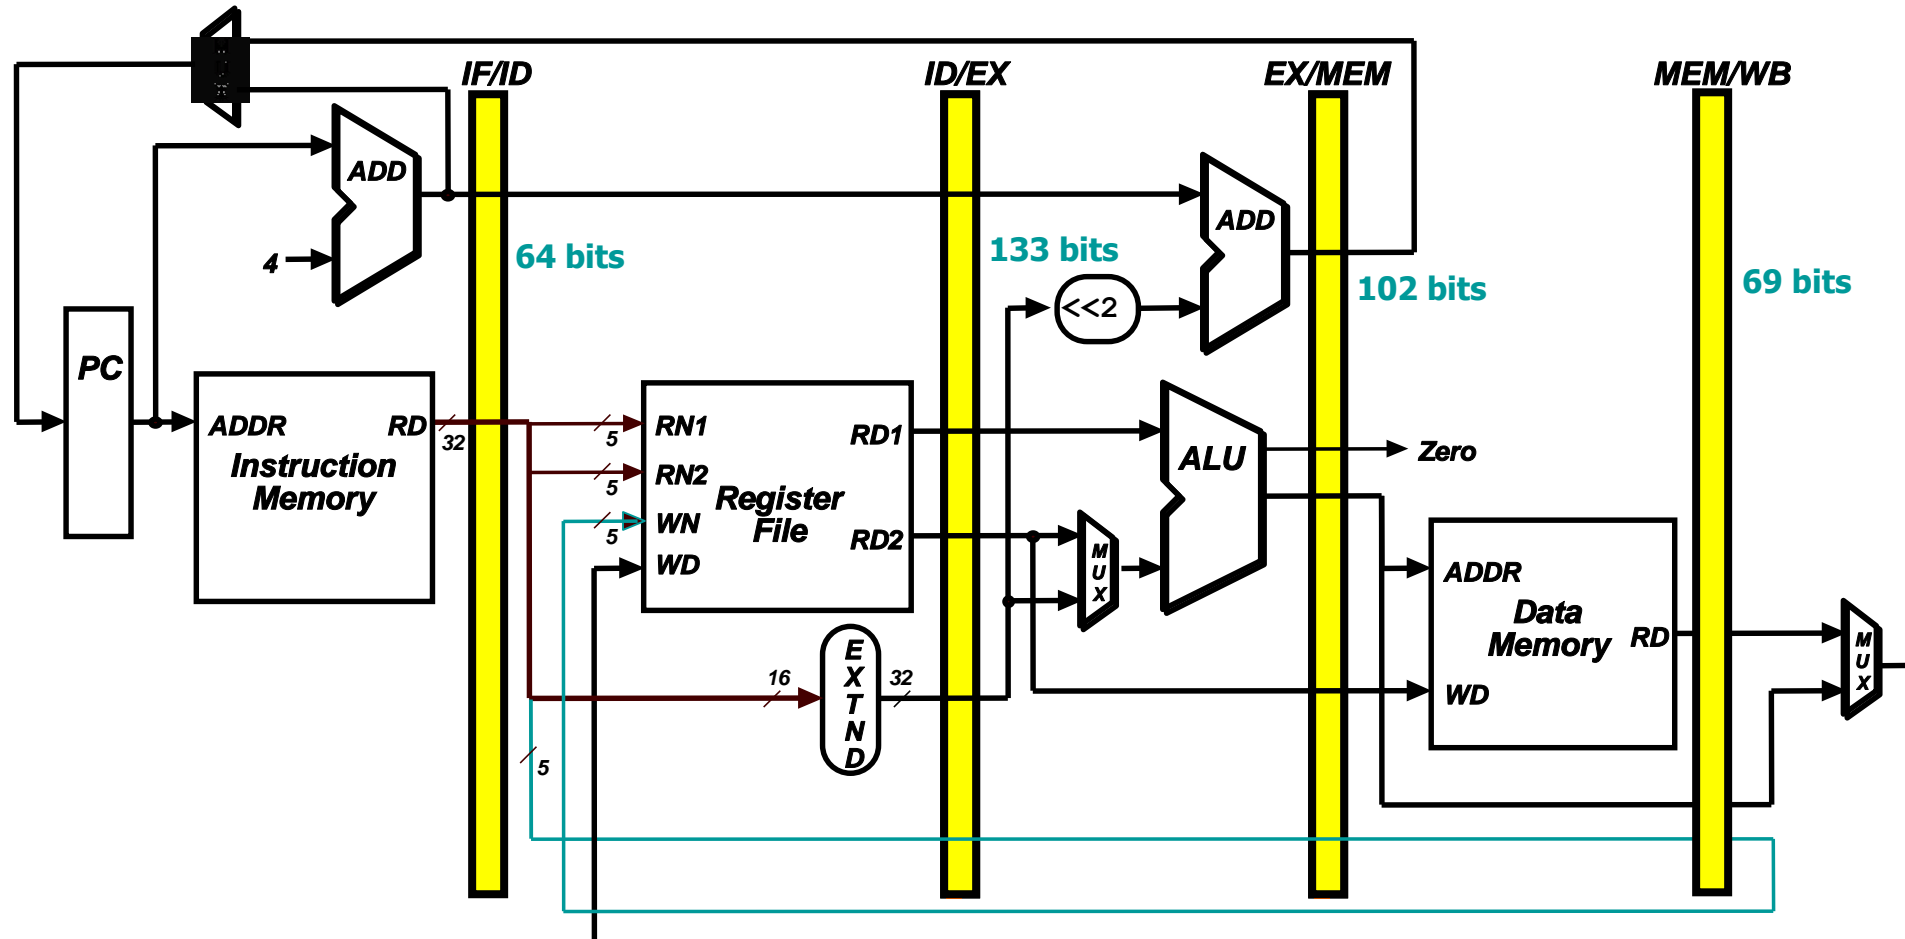 IF/ID
ID/EX
EX/MEM
MEM/WB
ADD
4
64 bits
133 bits
ADD
<<2
102 bits
69 bits
PC
ADDR
RD
Instruction
Memory
32
5
5
5
RN1
RN2
WN
WD
Register
File
RD1
RD2
16
E
X
T
N
D
32
5
M
U
X
ALU
Zero
ADDR
Data
Memory
RD
WD
M
U
X